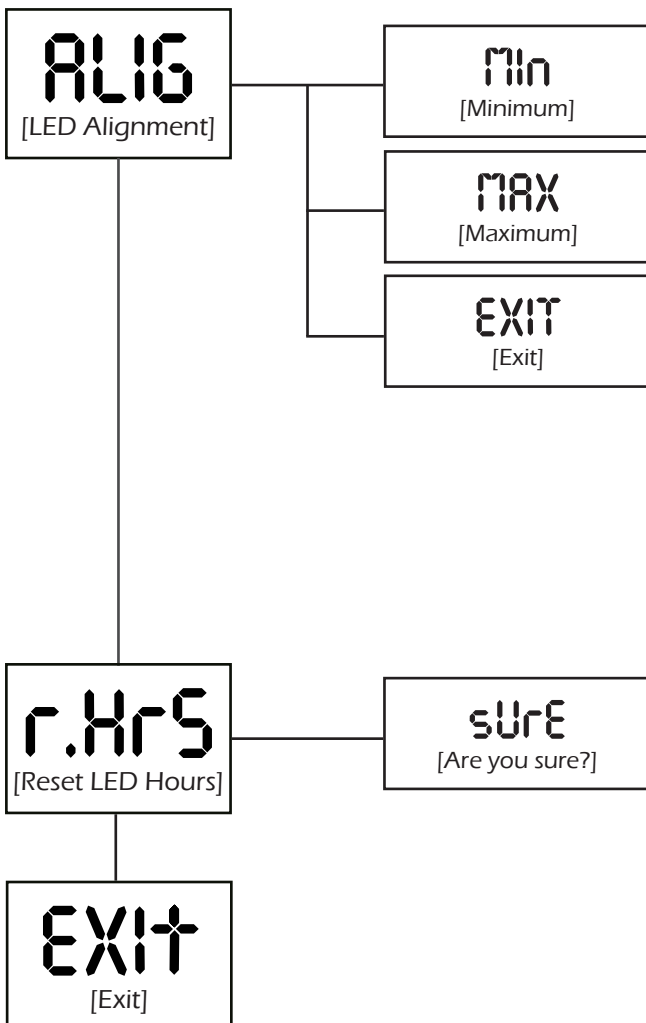 ALIG
[LED Alignment]
MIn
[Minimum]
MAX
[Maximum]
EXIT
[Exit]
r.HrS
[Reset LED Hours]
sUrE
[Are you sure?]
EXIt
[Exit]